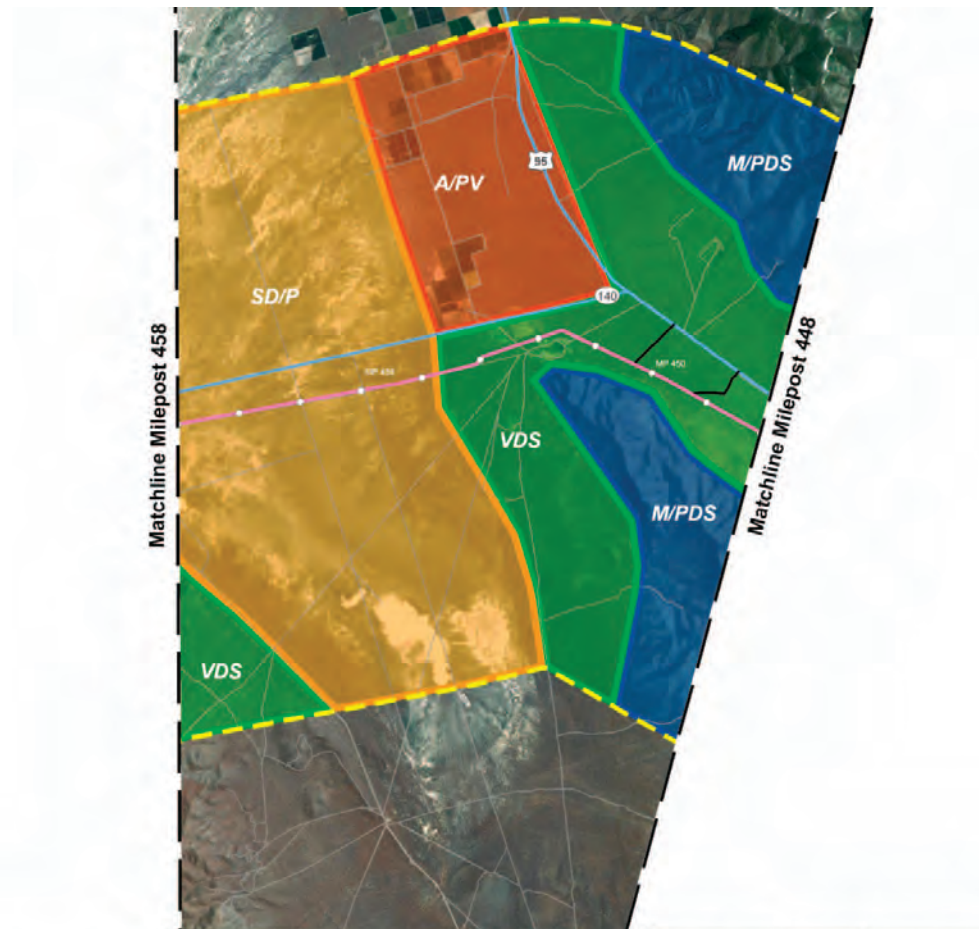 M/PDS
95
A/PV
SD/P
140
Matchline Milepost 458
Matchline Milepost 448
MP 450
VDS
M/PDS
VDS